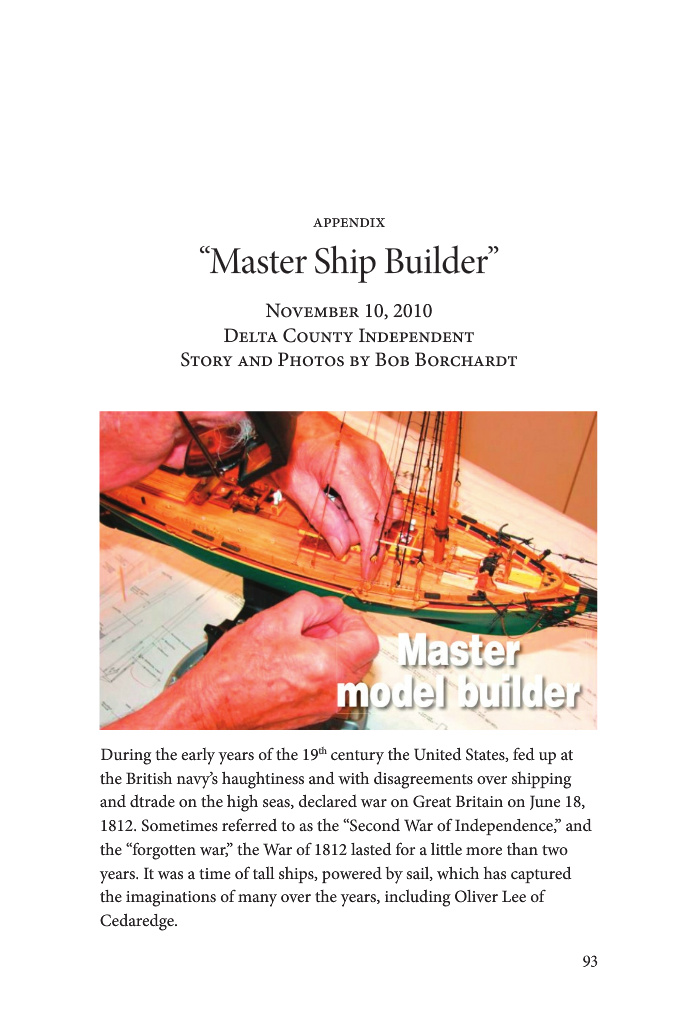 APPENDIX
“Master Ship Builder”
November 10, 2010
Delta County Independent
Story and Photos by Bob Borchardt
Master
model builder
During the early years of the 19th century the United States, fed up at
the British navy’s haughtiness and with disagreements over shipping
and dtrade on the high seas, declared war on Great Britain on June 18,
1812. Sometimes referred to as the “Second War of Independence,” and
the “forgotten war,” the War of 1812 lasted for a little more than two
years. It was a time of tall ships, powered by sail, which has captured
the imaginations of many over the years, including Oliver Lee of
Cedaredge.
93